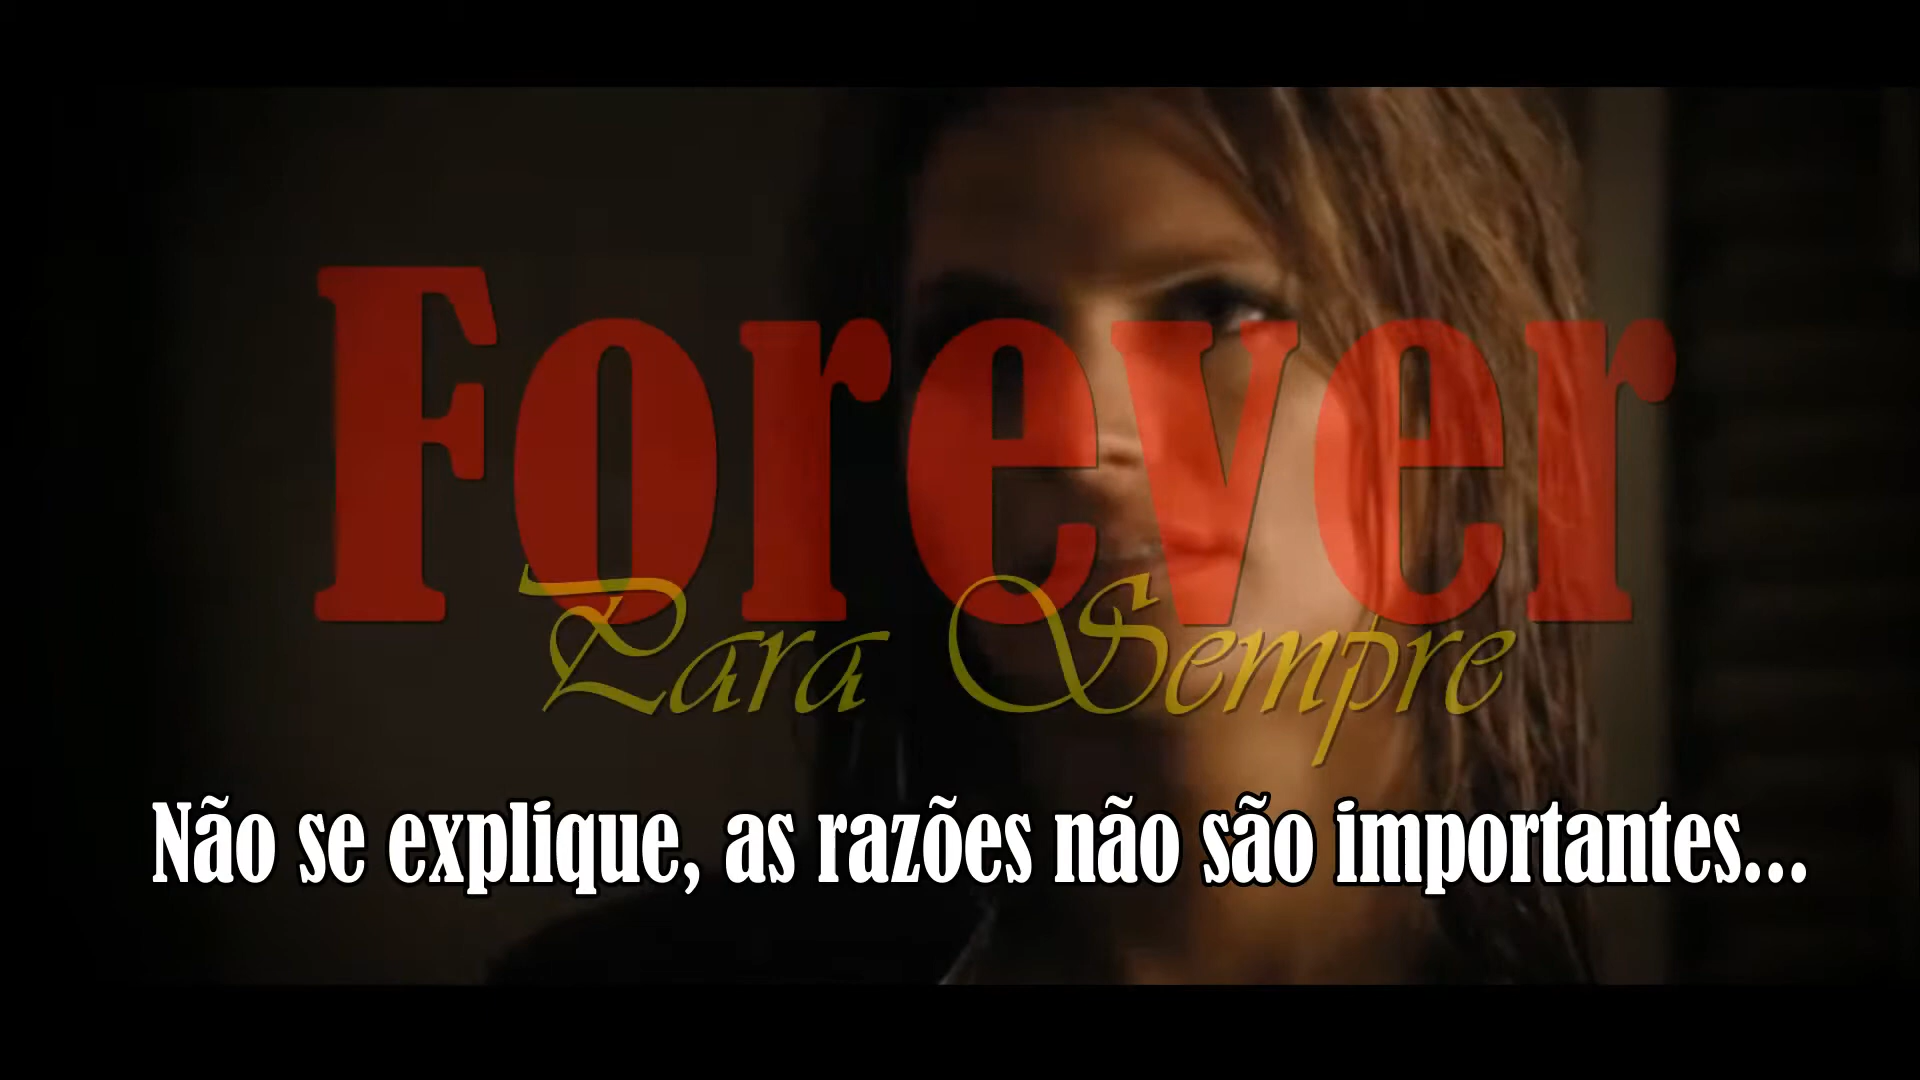 Forever
Para Sempre
Não se explique, as razões não são importantes...